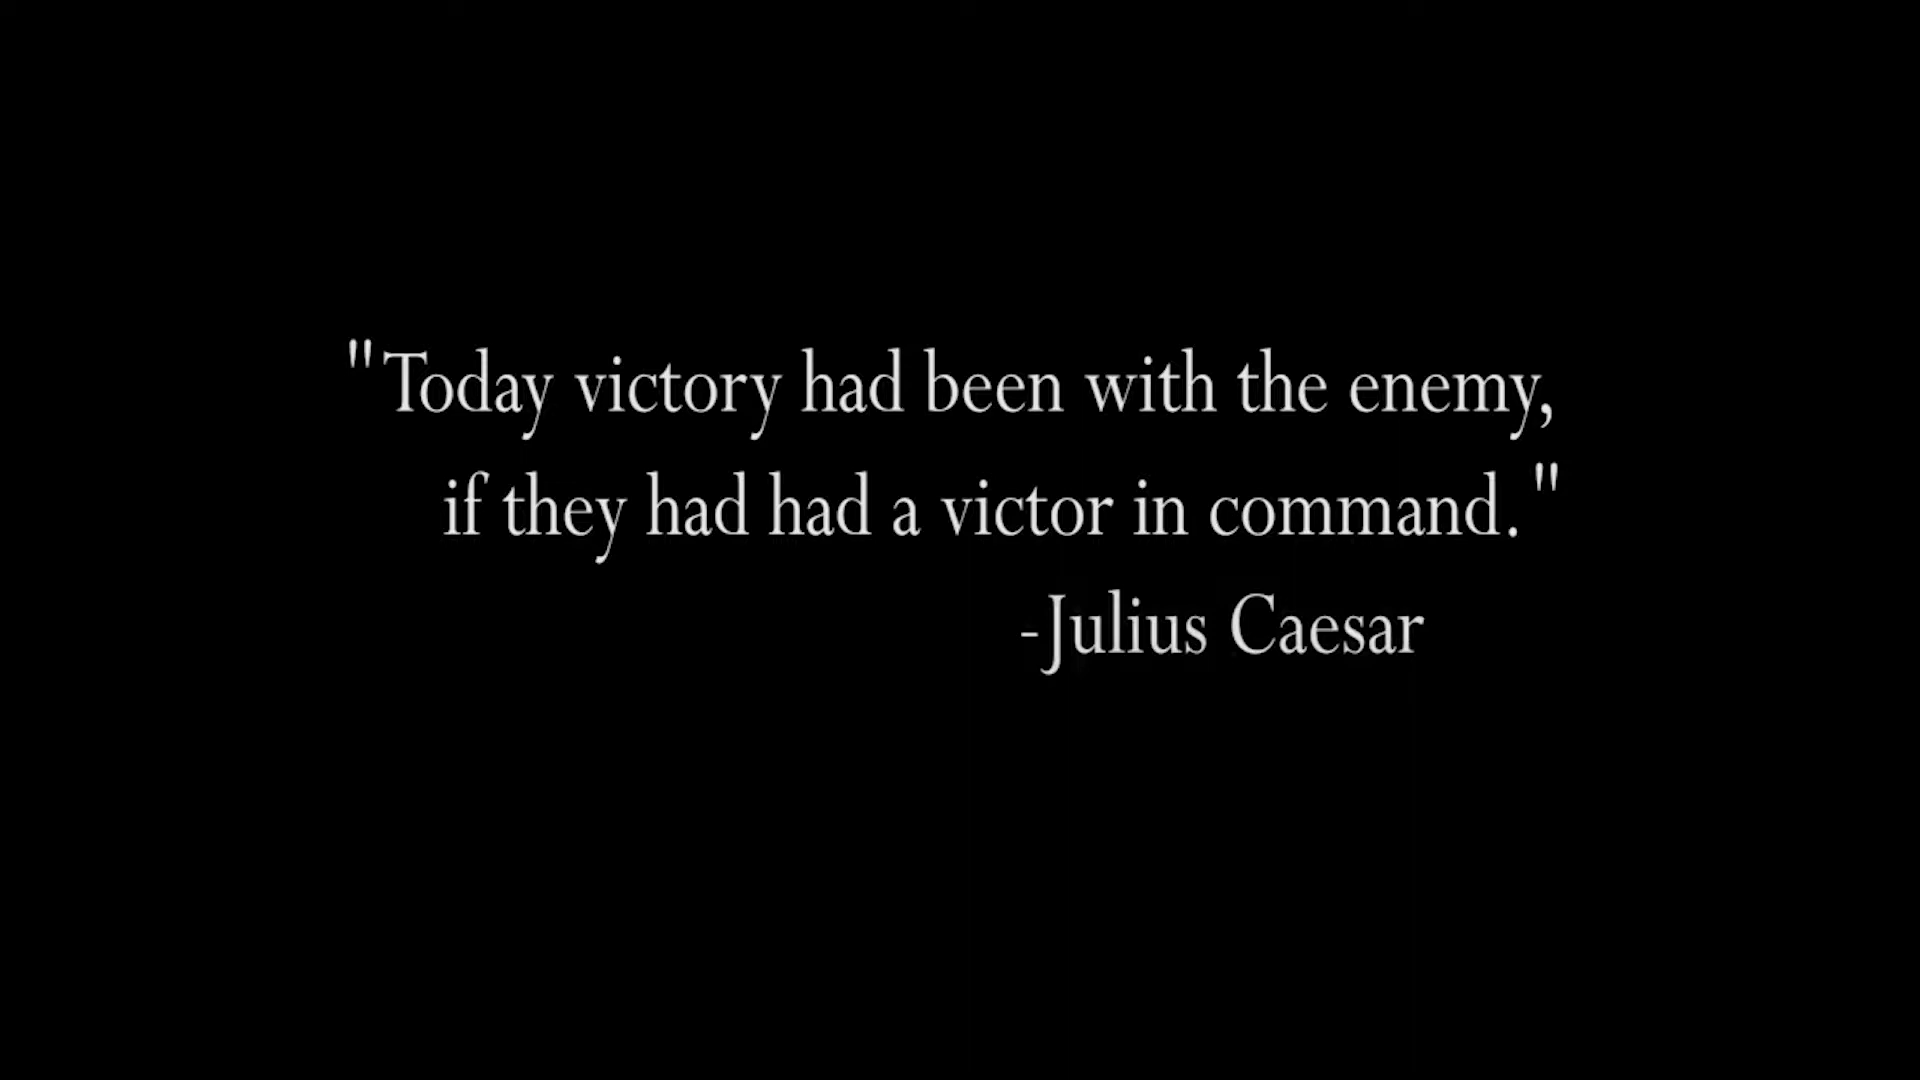 "Today victory had been with the enemy,
if they had had a victor in command."
-Julius Caesar